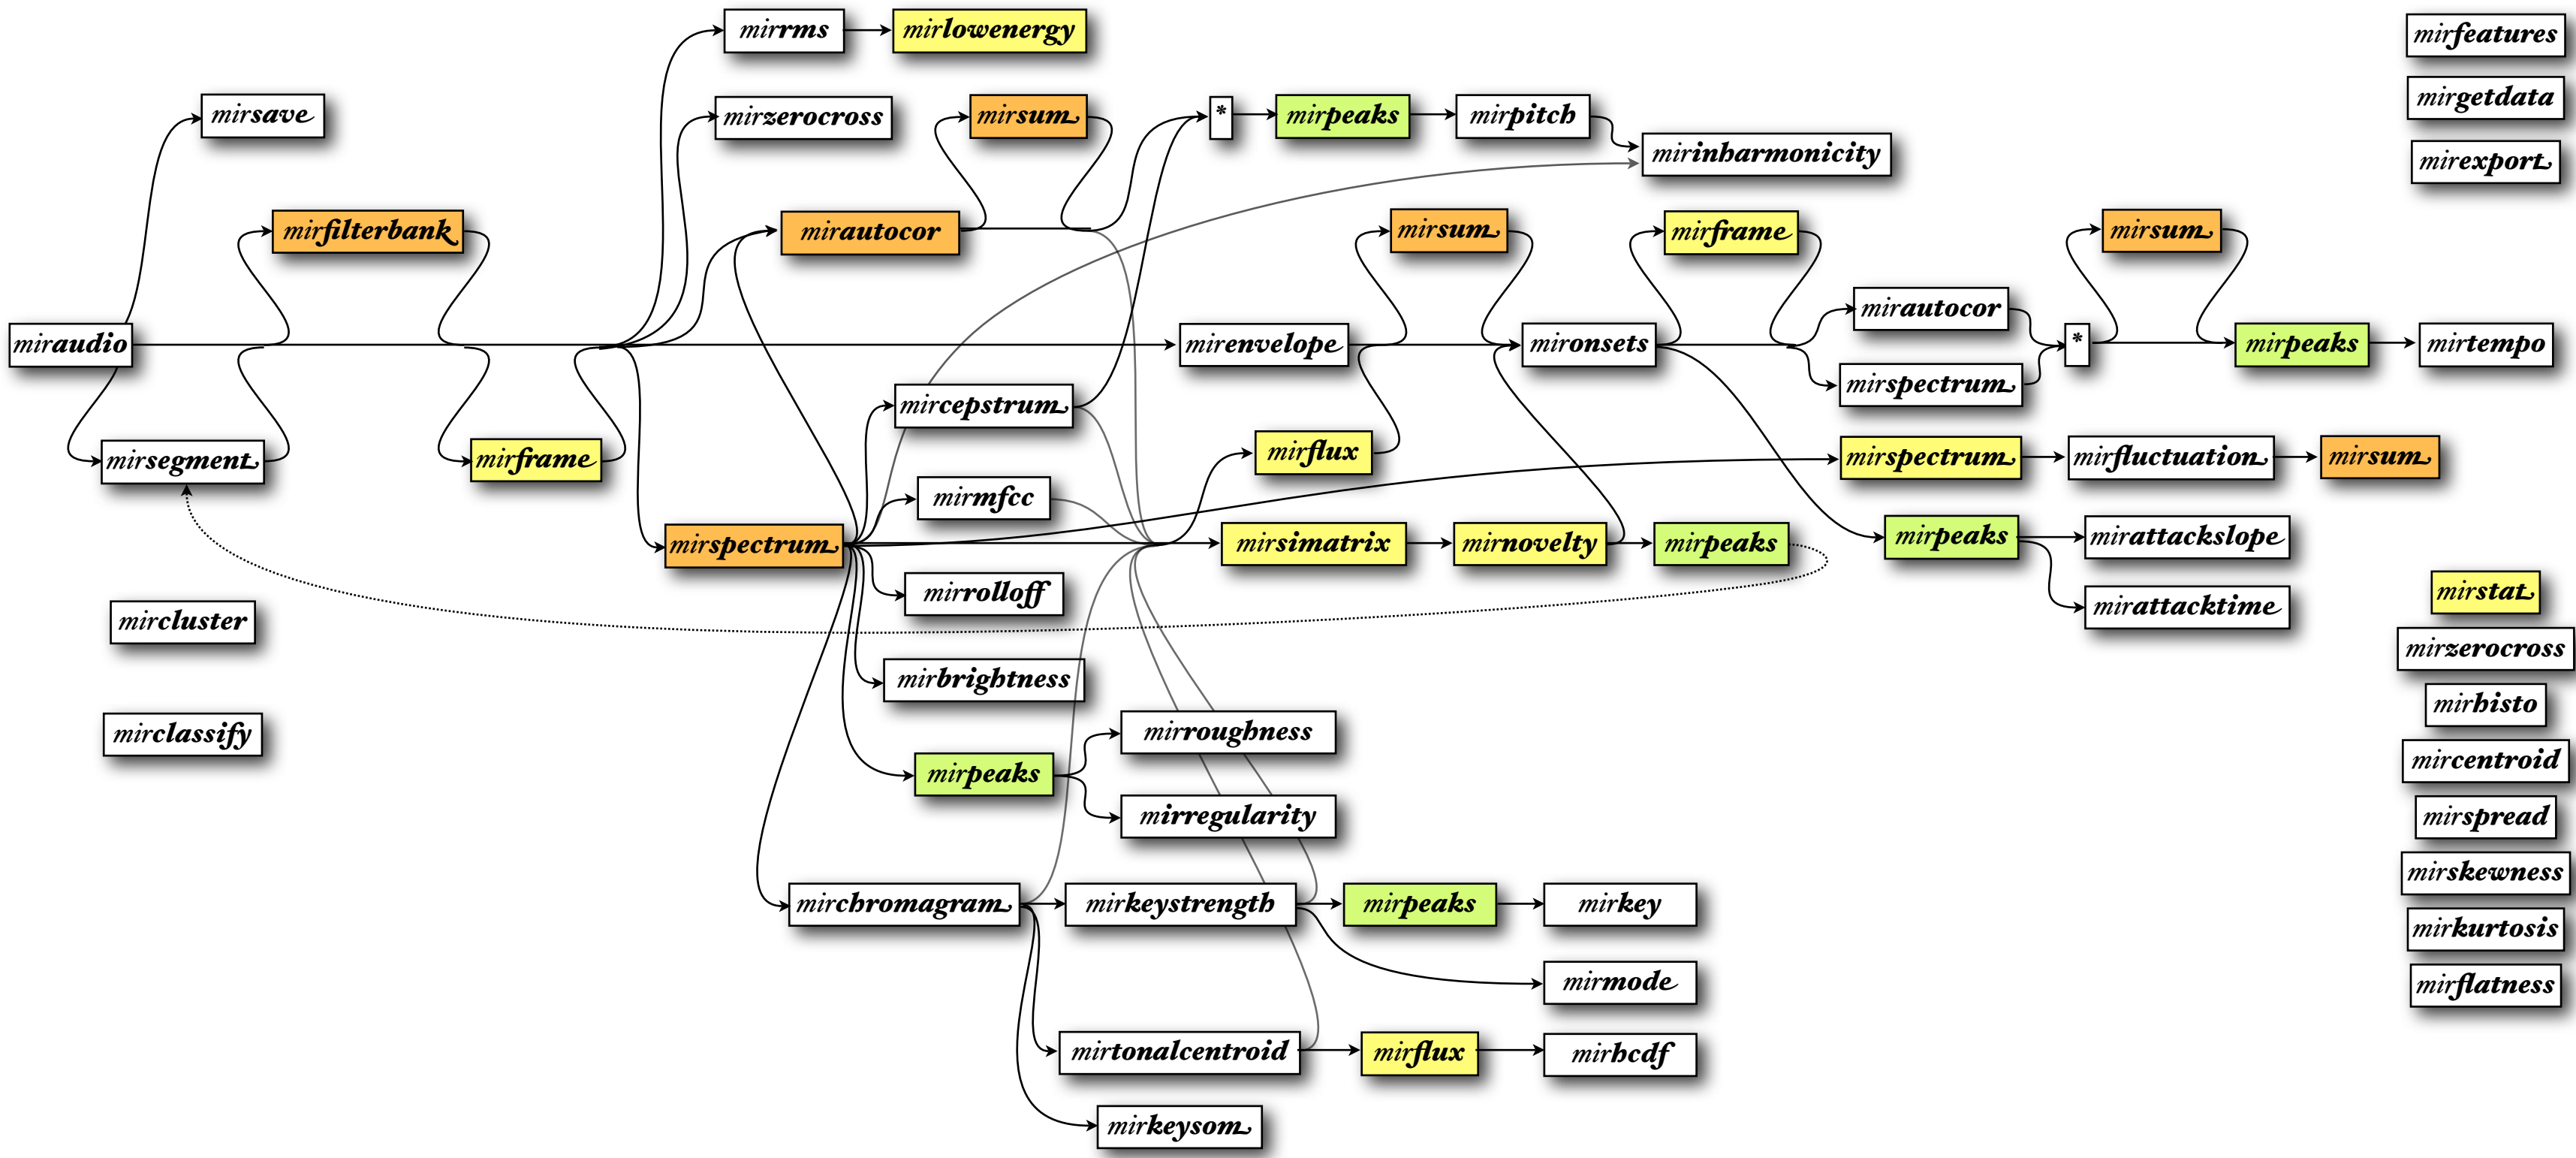 mirrms
mirlowenergy
mirfeatures
mirsave
mirzerocross
mirsum
*
mirpeaks
mirpitch
mirgetdata
mirinharmonicity
mirexport
mirfilterbank
mirautocor
mirsum
mirframe
mirsum
miraudio
mirenvelope
mironsets
mirautocor
*
mirpeaks
mirtempo
mirspectrum
mircepstrum
mirsegment
mirframe
mirflux
mirspectrum
mirfluctuation
mirsum
mirmfcc
mirspectrum
mirsimatrix
mirnovelty
mirpeaks
mirpeaks
mirattackslope
mirrolloff
mirattacktime
mirstat
mircluster
mirzerocross
mirbrightness
mirhisto
mirclassify
mirroughness
mircentroid
mirpeaks
mirregularity
mirspread
mirskewness
mirchromagram
mirkeystrength
mirpeaks
mirkey
mirkurtosis
mirmode
mirflatness
mirtonalcentroid
mirflux
mirhcdf
mirkeysom